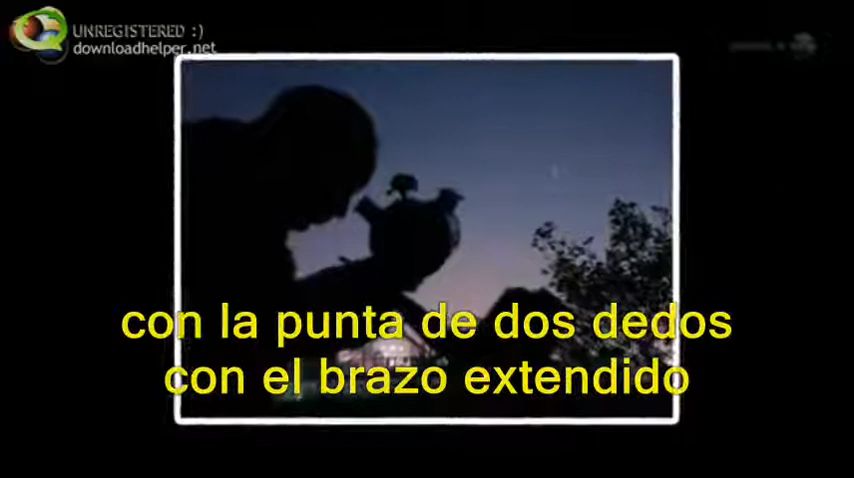 UNREGISTERED :)
downloadhelper.net
con la punta de dos dedos
con el brazo extendido